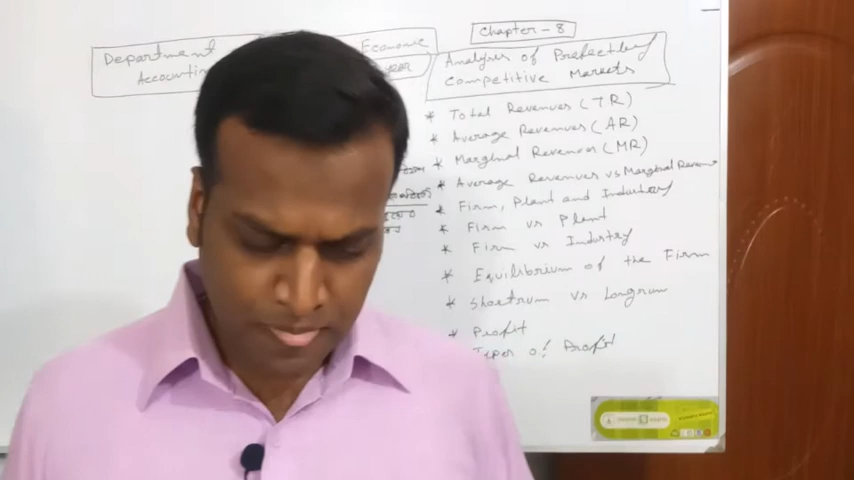 Chapter - 8
Department
Economic
Accounting
Analysis of Prefectley
Competitive Markets
* Total Revenues (TR)
* Average Revenues (AR)
* Marginal Revenues (MR)
* Average Revenues vs Marginal Revenue
* Firm, Plant and Industry
* Firm vs Plant
* Firm vs Industry
* Equilibrium of the Firm
* Shortrun vs Longrun
* Profit
Types of Profit